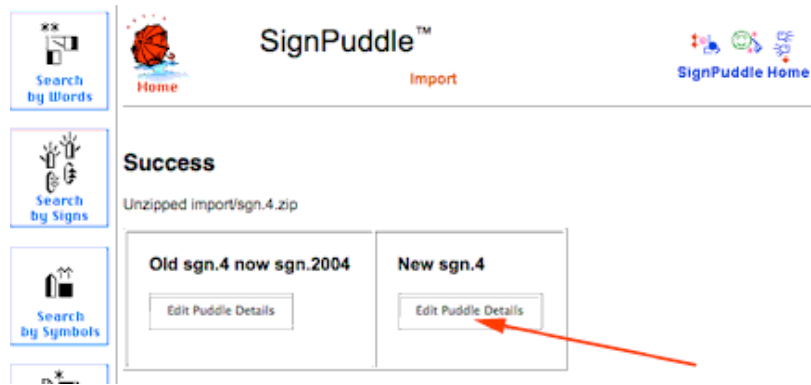 Search
by Words
Home
SignPuddle™
Import
SignPuddle Home
Search
by Signs
Success
Unzipped import/sgn.4.zip
Search
by Symbols
Old sgn.4 now sgn.2004
Edit Puddle Details
New sgn.4
Edit Puddle Details